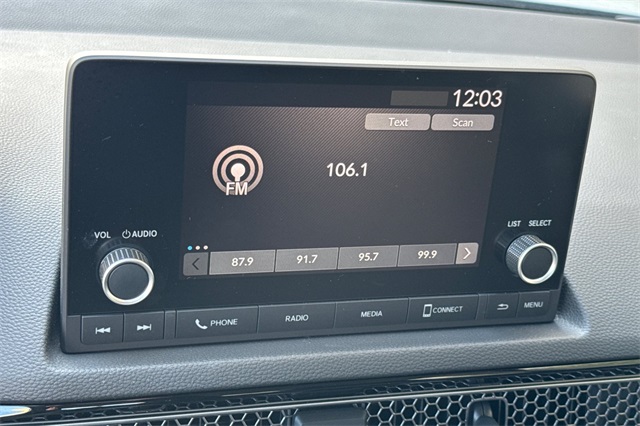 12:03
Text Scan
106.1
FM
VOL AUDIO
LIST SELECT
87.9 91.7 95.7 99.9
PHONE RADIO MEDIA CONNECT MENU